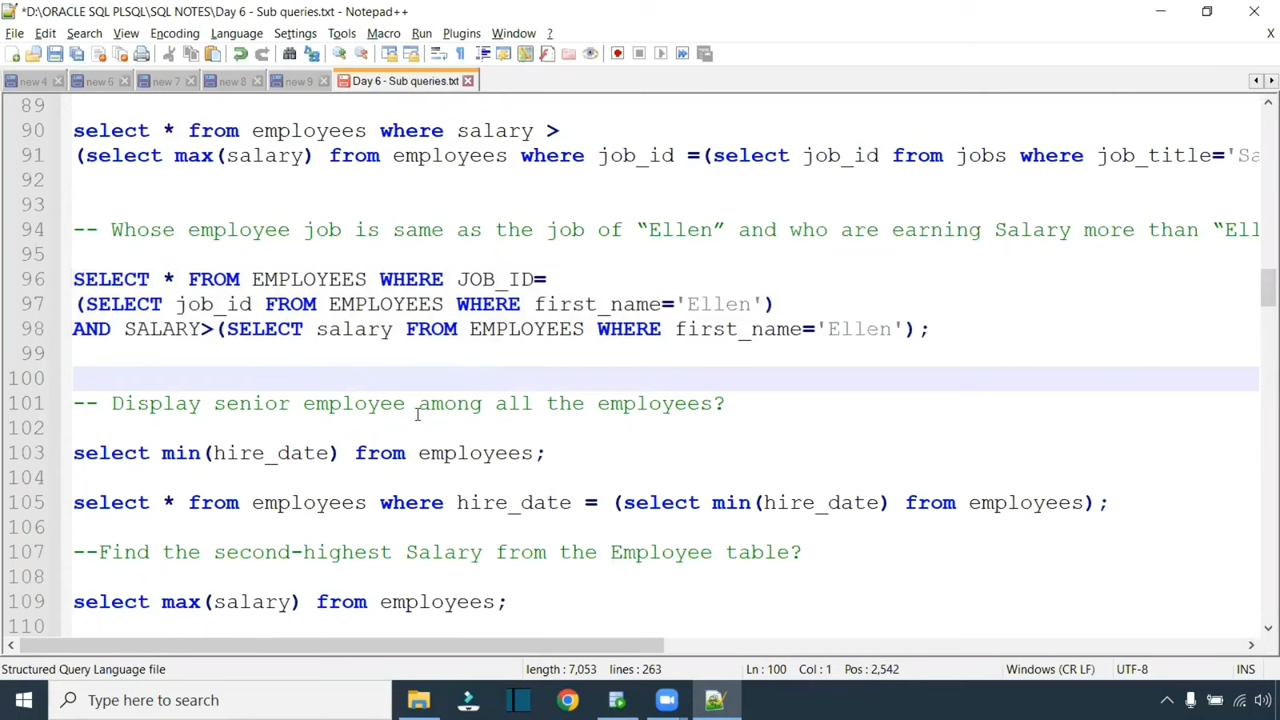 *D:\ORACLE SQL PLSQL\SQL NOTES\Day 6 - Sub queries.txt - Notepad++
File Edit Search View Encoding Language Settings Tools Macro Run Plugins Window ? X
new 4 new 6 new 7 new 8 new 9 Day 6 - Sub queries.txt
89
90 select * from employees where salary >
91 (select max(salary) from employees where job_id =(select job_id from jobs where job_title='Sa
92
93
94 -- Whose employee job is same as the job of “Ellen” and who are earning Salary more than “Ell
95
96 SELECT * FROM EMPLOYEES WHERE JOB_ID=
97 (SELECT job_id FROM EMPLOYEES WHERE first_name='Ellen')
98 AND SALARY>(SELECT salary FROM EMPLOYEES WHERE first_name='Ellen');
99
100
101 -- Display senior employee among all the employees?
102
103 select min(hire_date) from employees;
104
105 select * from employees where hire_date = (select min(hire_date) from employees);
106
107 --Find the second-highest Salary from the Employee table?
108
109 select max(salary) from employees;
110
Structured Query Language file length : 7,053 lines : 263 Ln : 100 Col : 1 Pos : 2,542 Windows (CR LF) UTF-8 INS
Type here to search